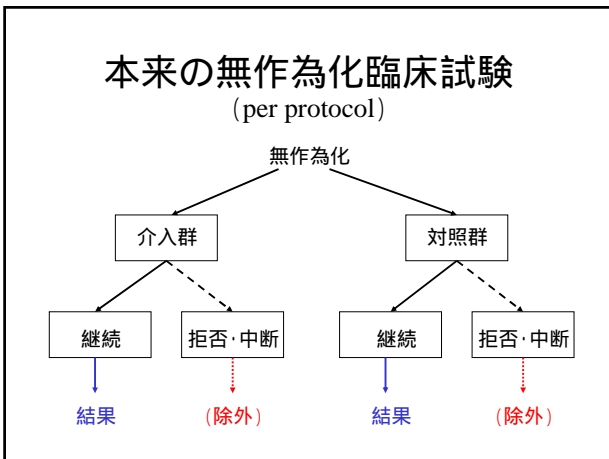 本来の無作為化臨床試験
(per protocol)
無作為化
介入群
対照群
継続
拒否・中断
継続
拒否・中断
結果
(除外)
結果
(除外)